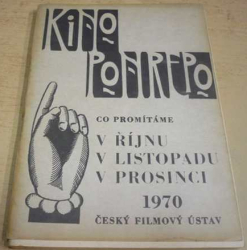 KINO
PONREPO
CO PROMÍTÁME
V ŘÍJNU
V LISTOPADU
V PROSINCI
1970
ČESKÝ FILMOVÝ ÚSTAV